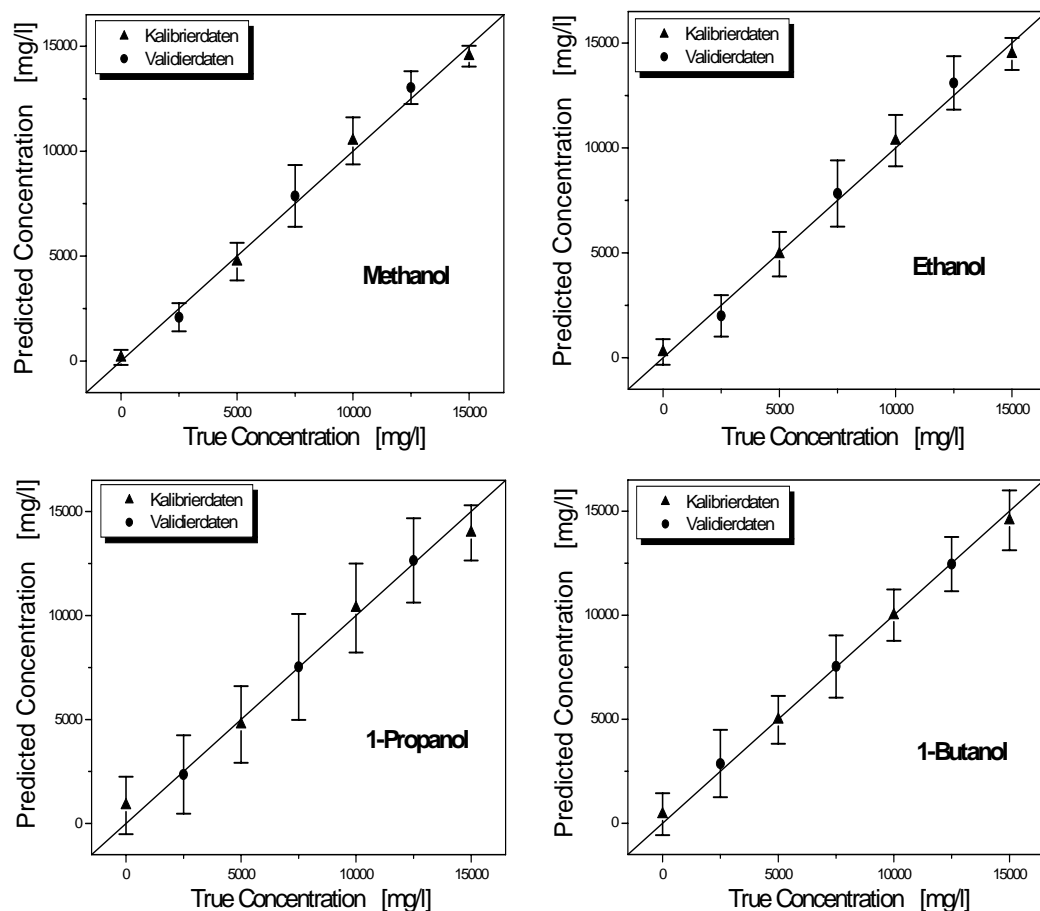 Predicted Concentration [mg/l]
Kalibrierdaten
Validierdaten
15000
10000
5000
0
Methanol
0 5000 10000 15000
True Concentration [mg/l]
Predicted Concentration [mg/l]
Kalibrierdaten
Validierdaten
15000
10000
5000
0
Ethanol
0 5000 10000 15000
True Concentration [mg/l]
Predicted Concentration [mg/l]
Kalibrierdaten
Validierdaten
15000
10000
5000
0
1-Propanol
0 5000 10000 15000
True Concentration [mg/l]
Predicted Concentration [mg/l]
Kalibrierdaten
Validierdaten
15000
10000
5000
0
1-Butanol
0 5000 10000 15000
True Concentration [mg/l]